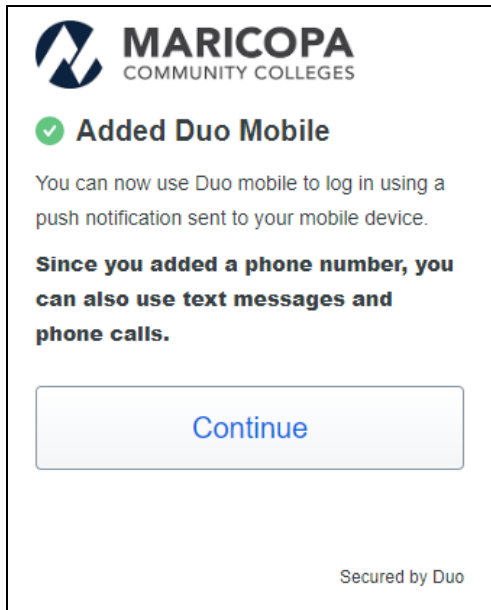 MARICOPA
COMMUNITY COLLEGES
Added Duo Mobile
You can now use Duo mobile to log in using a
push notification sent to your mobile device.
Since you added a phone number, you
can also use text messages and
phone calls.
Continue
Secured by Duo